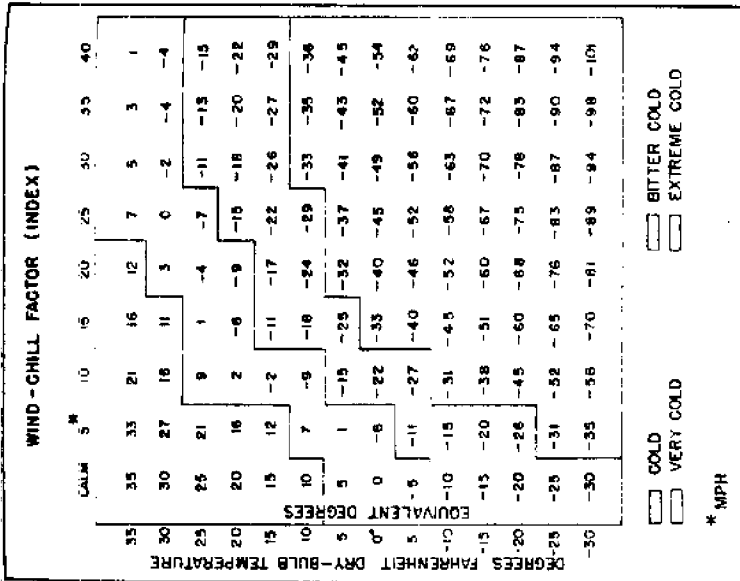 WIND-CHILL FACTOR (INDEX)
CALM 5* 10 15 20 25 30 35 40
DEGREES FAHRENHEIT DRY-BULB TEMPERATURE
EQUIVALENT DEGREES
35 35 33 21 16 12 7 5 3 1
30 30 27 16 11 3 0 -2 -4 -4
25 25 21 9 1 -4 -7 -11 -13 -15
20 20 16 2 -6 -9 -15 -18 -20 -22
15 15 12 -2 -11 -17 -22 -26 -27 -29
10 10 7 -9 -18 -24 -29 -33 -35 -36
5 5 1 -15 -25 -32 -37 -41 -43 -45
0° 0 -6 -22 -33 -40 -45 -49 -52 -54
5 -5 -11 -27 -40 -46 -52 -56 -60 -62
-10 -10 -15 -31 -45 -52 -58 -63 -67 -69
-15 -15 -20 -38 -51 -60 -67 -70 -72 -76
-20 -20 -26 -45 -60 -68 -75 -78 -83 -87
-25 -25 -31 -52 -65 -76 -83 -87 -90 -94
-30 -30 -35 -58 -70 -81 -89 -94 -98 -101
COLD BITTER COLD
VERY COLD EXTREME COLD
* MPH